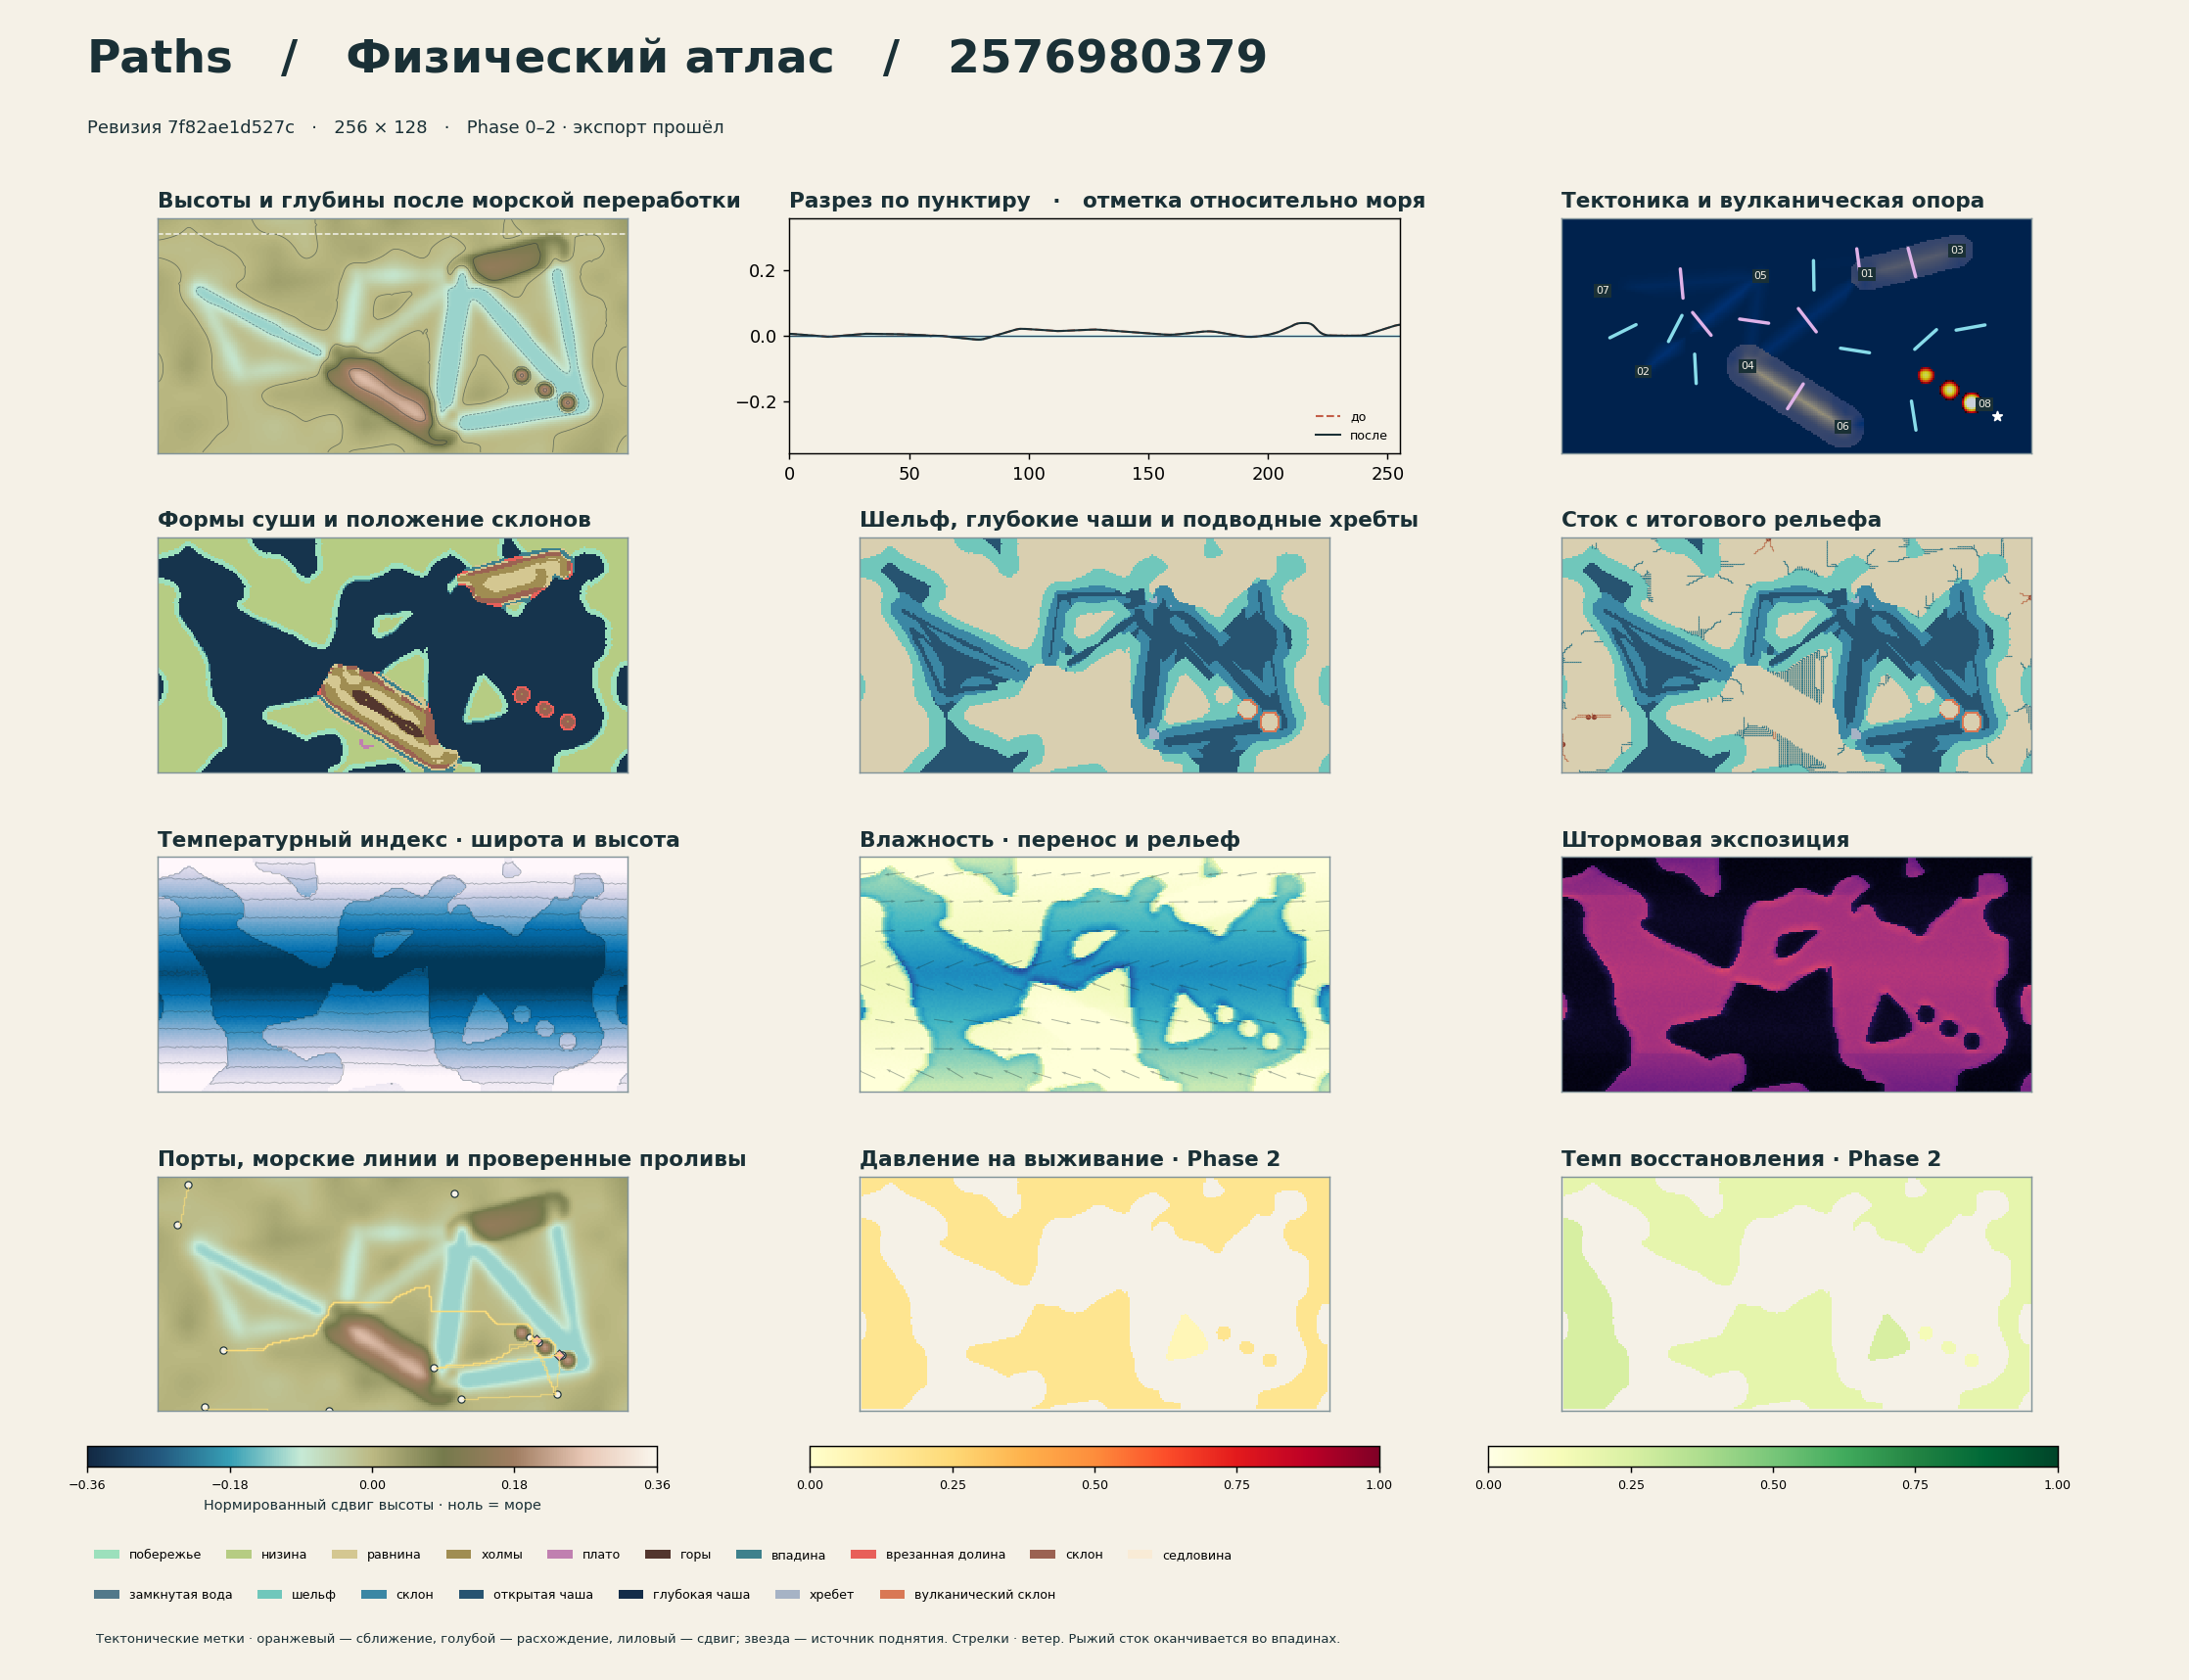 Paths / Физический атлас / 2576980379
Ревизия 7f82ae1d527c · 256 × 128 · Phase 0–2 · экспорт прошёл
Высоты и глубины после морской переработки
Разрез по пунктиру · отметка относительно моря
Тектоника и вулканическая опора
0.2
0.0
−0.2
до
после
0 50 100 150 200 250
03
01
05
07
04
02
08
06
Формы суши и положение склонов
Шельф, глубокие чаши и подводные хребты
Сток с итогового рельефа
Температурный индекс · широта и высота
Влажность · перенос и рельеф
Штормовая экспозиция
Порты, морские линии и проверенные проливы
Давление на выживание · Phase 2
Темп восстановления · Phase 2
−0.36 −0.18 0.00 0.18 0.36
Нормированный сдвиг высоты · ноль = море
0.00 0.25 0.50 0.75 1.00
0.00 0.25 0.50 0.75 1.00
побережье низина равнина холмы плато горы впадина врезанная долина склон седловина
замкнутая вода шельф склон открытая чаша глубокая чаша хребет вулканический склон
Тектонические метки · оранжевый — сближение, голубой — расхождение, лиловый — сдвиг; звезда — источник поднятия. Стрелки · ветер. Рыжий сток оканчивается во впадинах.